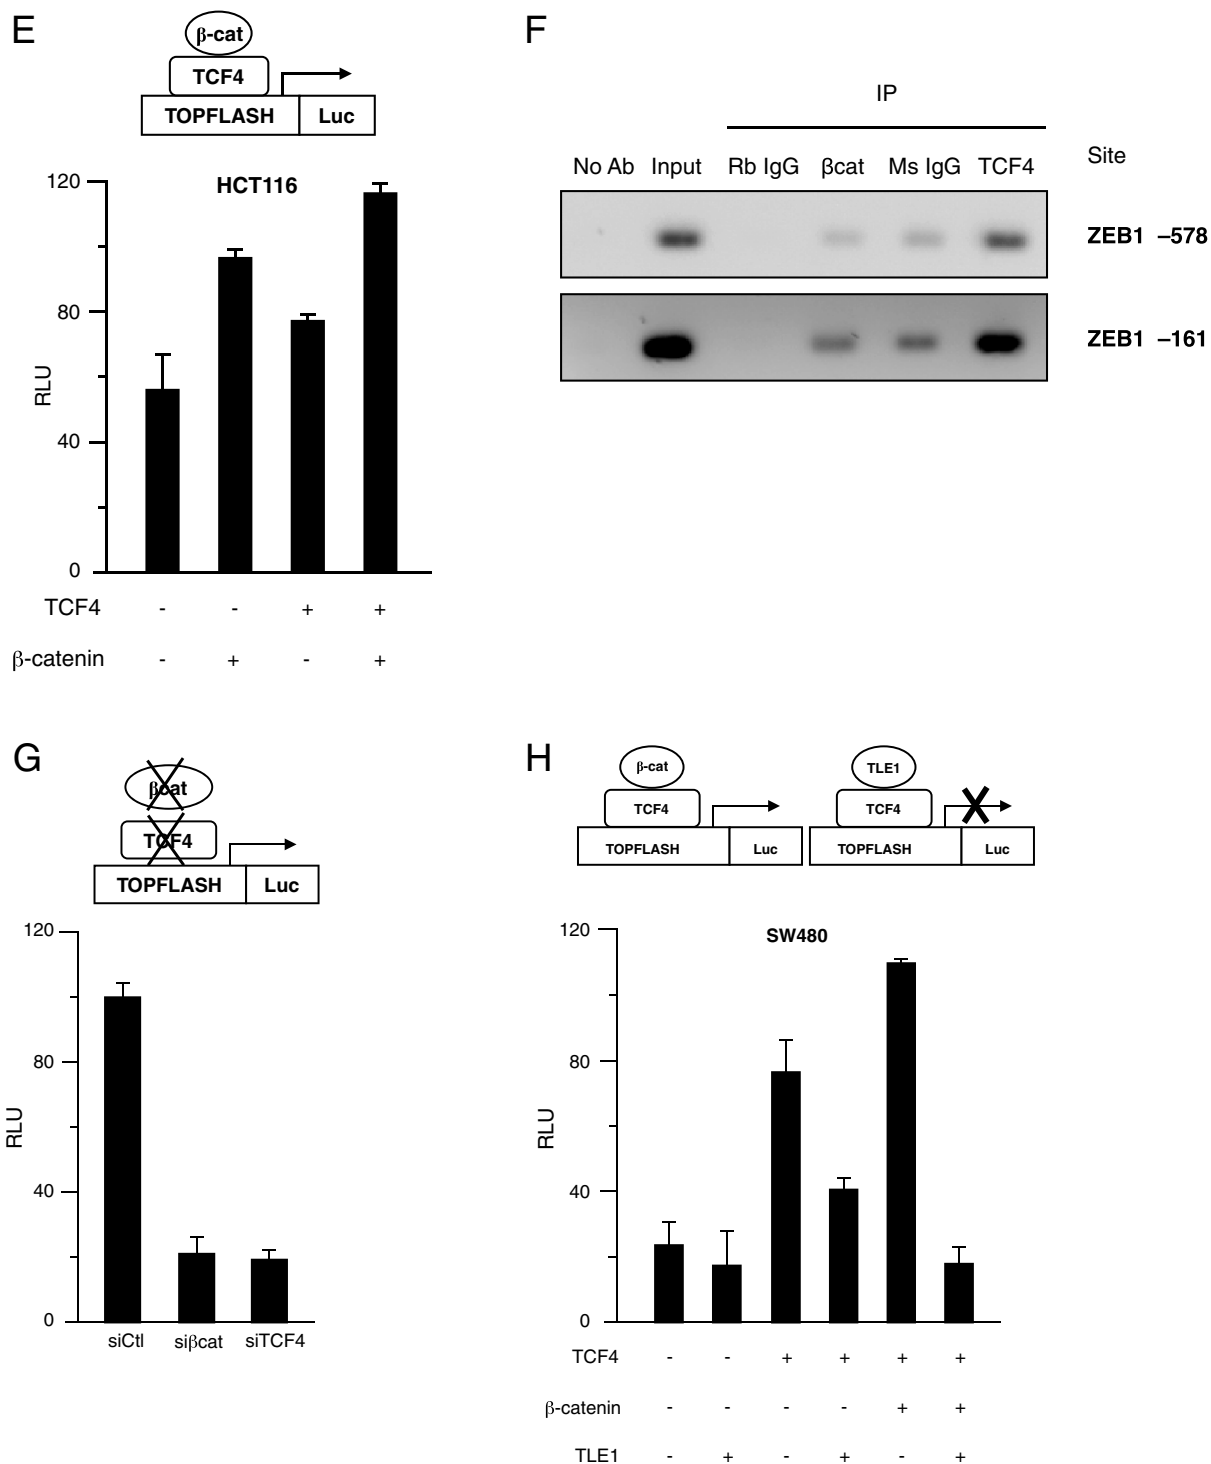 E
β-cat
TCF4
TOPFLASH Luc
HCT116
120
80
40
0
RLU
TCF4 - - + +
β-catenin - + - +
F
IP
No Ab Input Rb IgG βcat Ms IgG TCF4 Site
ZEB1 –578
ZEB1 –161
G
βcat
TCF4
TOPFLASH Luc
120
80
40
0
RLU
siCtl siβcat siTCF4
H
β-cat TLE1
TCF4 TCF4
TOPFLASH Luc TOPFLASH Luc
SW480
120
80
40
0
RLU
TCF4 - - + + + +
β-catenin - - - - + +
TLE1 - + - + - +